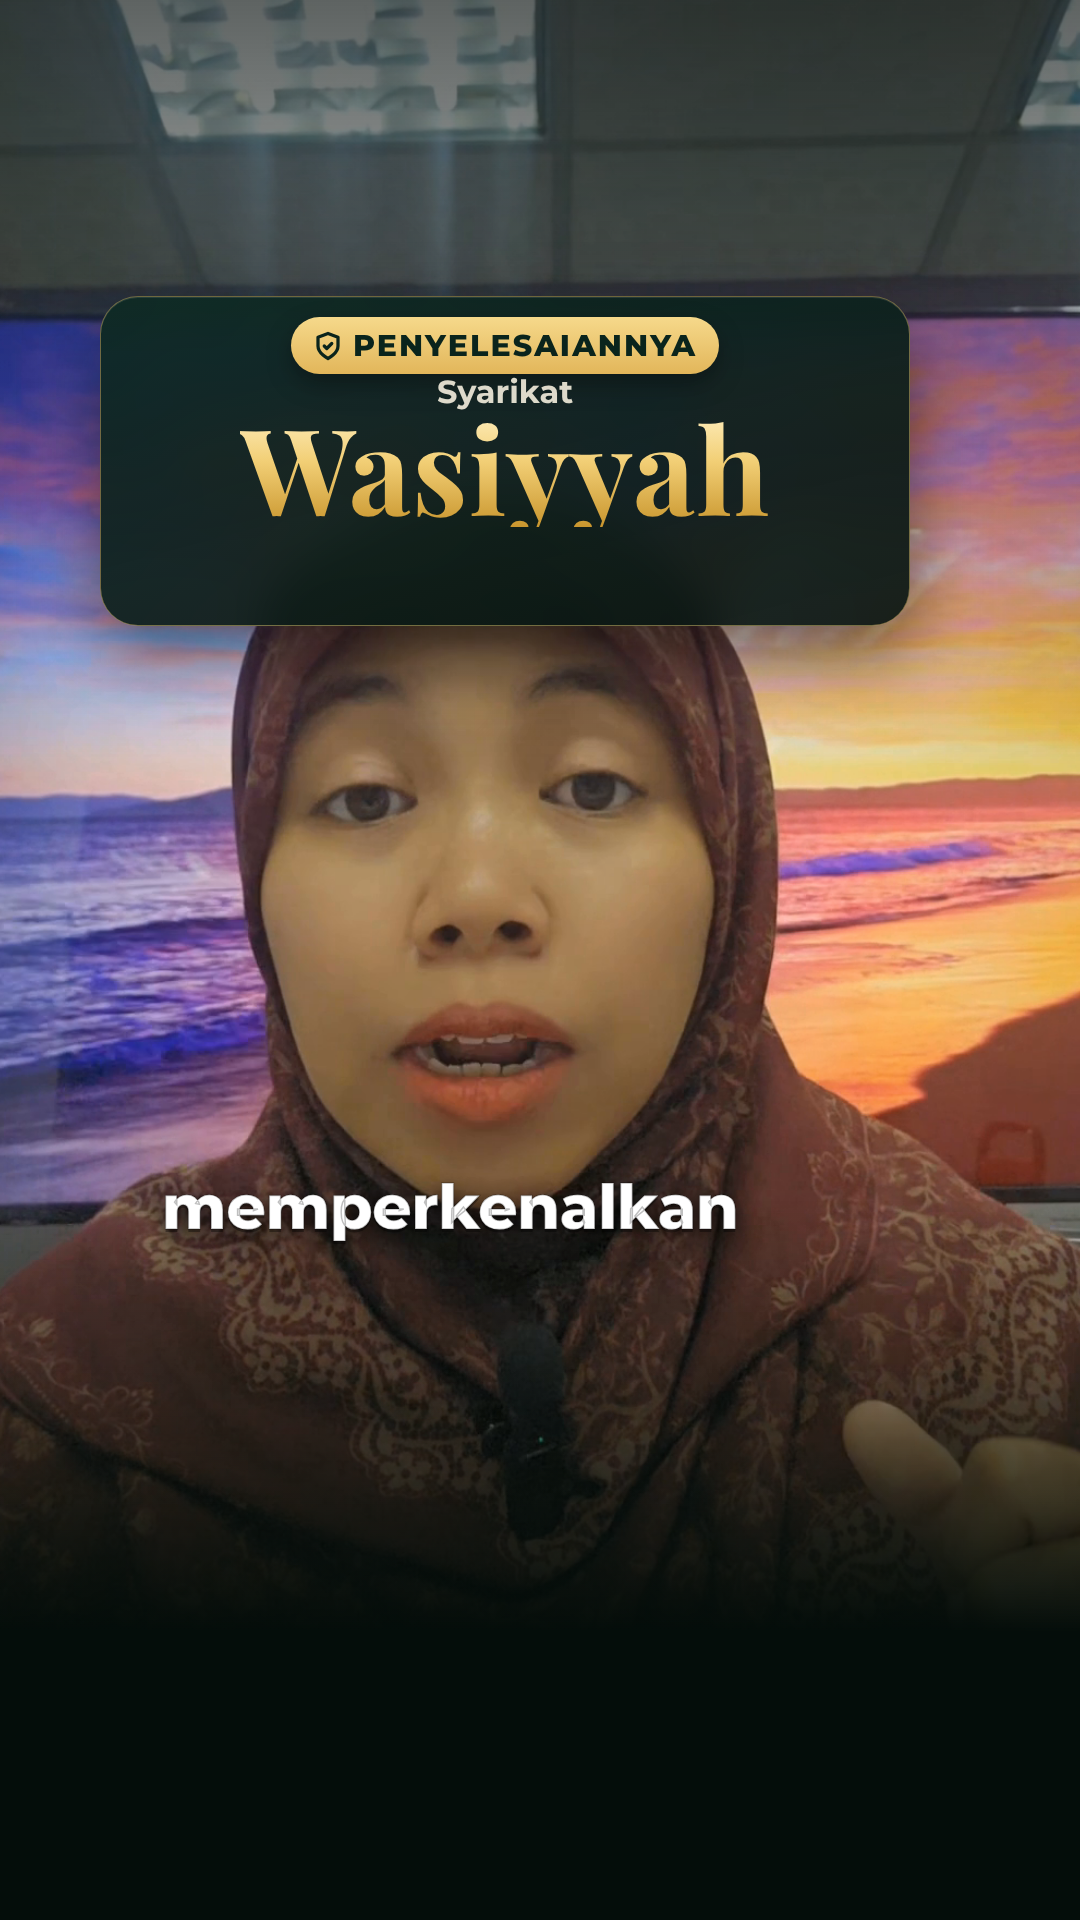 PENYELESAIANNYA
Syarikat
Wasiyyah
memperkenalkan